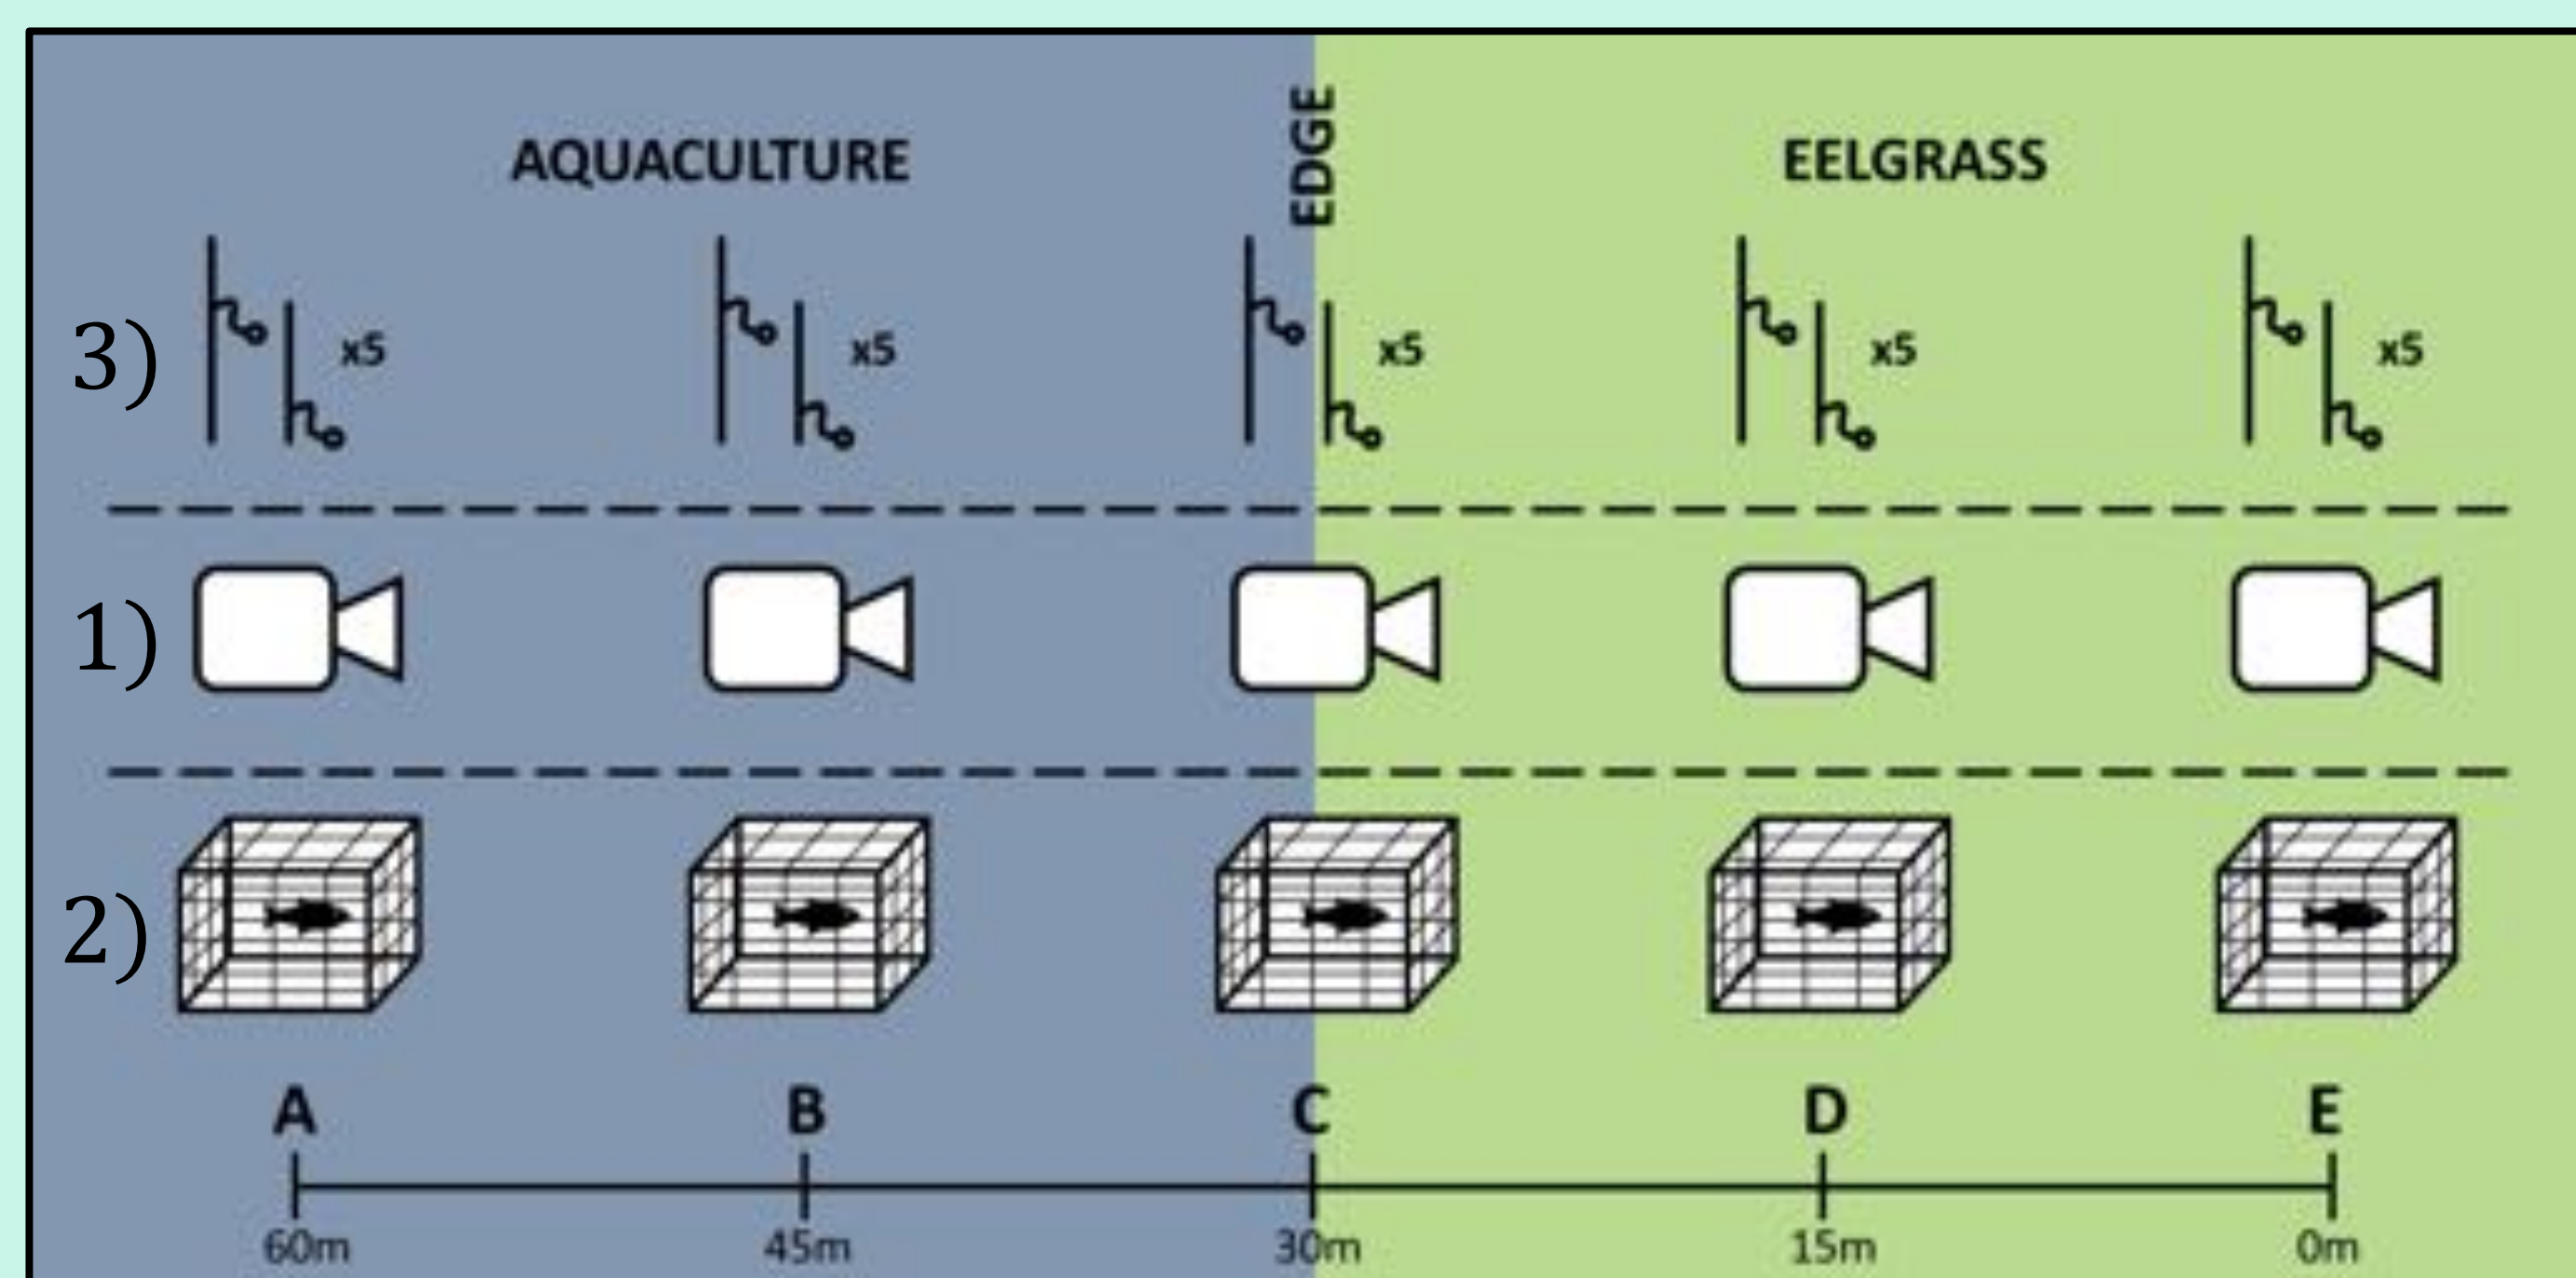 EDGE
AQUACULTURE EELGRASS
3) x5 x5 x5 x5 x5
1)
2)
A B C D E
60m 45m 30m 15m 0m